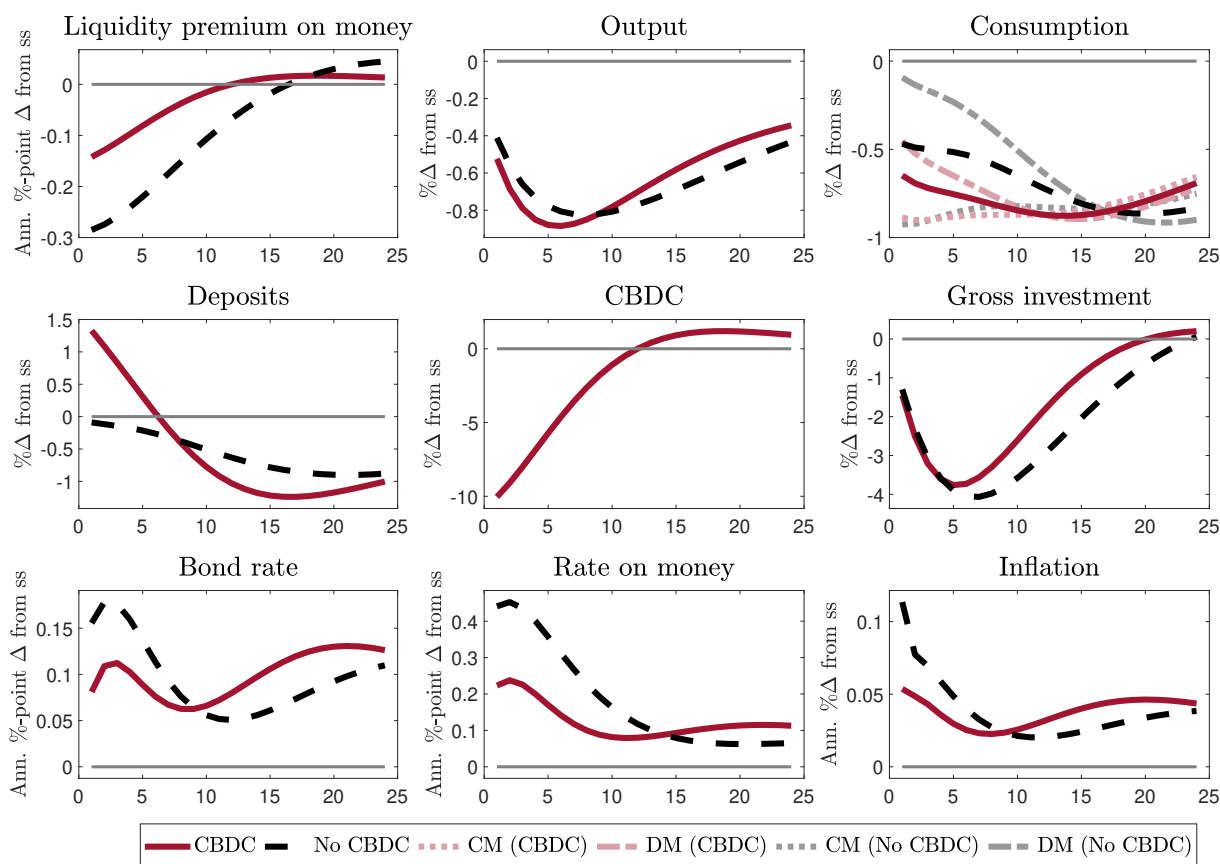 Liquidity premium on money
Ann. %-point Δ from ss
0
-0.1
-0.2
-0.3
0 5 10 15 20 25
Output
%Δ from ss
0
-0.2
-0.4
-0.6
-0.8
0 5 10 15 20 25
Consumption
%Δ from ss
0
-0.5
-1
0 5 10 15 20 25
Deposits
%Δ from ss
1.5
1
0.5
0
-0.5
-1
0 5 10 15 20 25
CBDC
%Δ from ss
0
-5
-10
0 5 10 15 20 25
Gross investment
%Δ from ss
0
-1
-2
-3
-4
0 5 10 15 20 25
Bond rate
Ann. %-point Δ from ss
0.15
0.1
0.05
0
0 5 10 15 20 25
Rate on money
Ann. %-point Δ from ss
0.4
0.3
0.2
0.1
0
0 5 10 15 20 25
Inflation
Ann. %Δ from ss
0.1
0.05
0
0 5 10 15 20 25
CBDC No CBDC CM (CBDC) DM (CBDC) CM (No CBDC) DM (No CBDC)